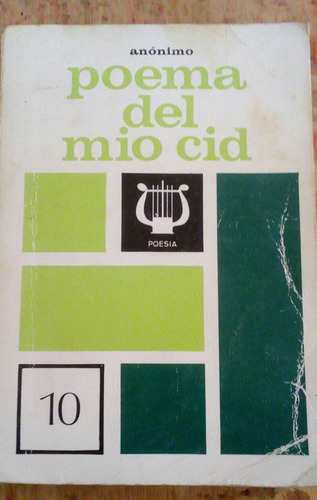 anónimo
poema
del
mio cid
POESIA
10